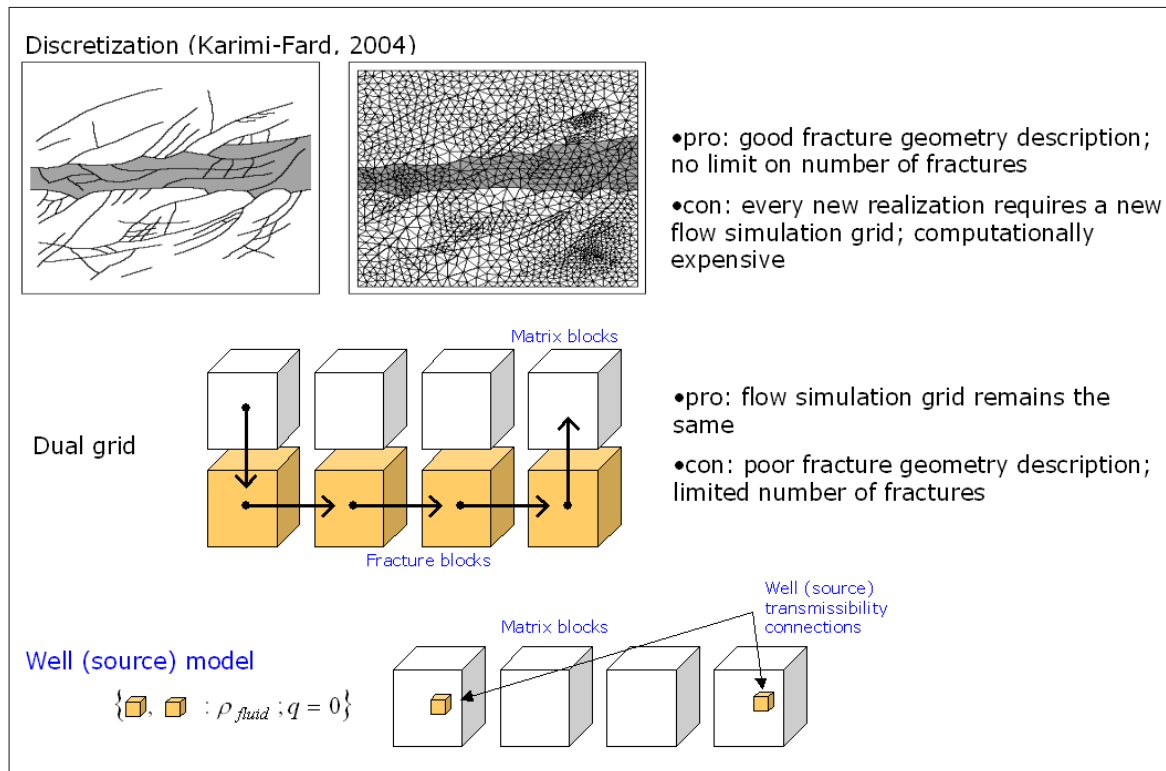 Discretization (Karimi-Fard, 2004)
•pro: good fracture geometry description;
no limit on number of fractures
•con: every new realization requires a new
flow simulation grid; computationally
expensive
Matrix blocks
Dual grid
•pro: flow simulation grid remains the
same
•con: poor fracture geometry description;
limited number of fractures
Fracture blocks
Well (source)
transmissibility
connections
Matrix blocks
Well (source) model
{ , : ρ fluid ; q = 0}